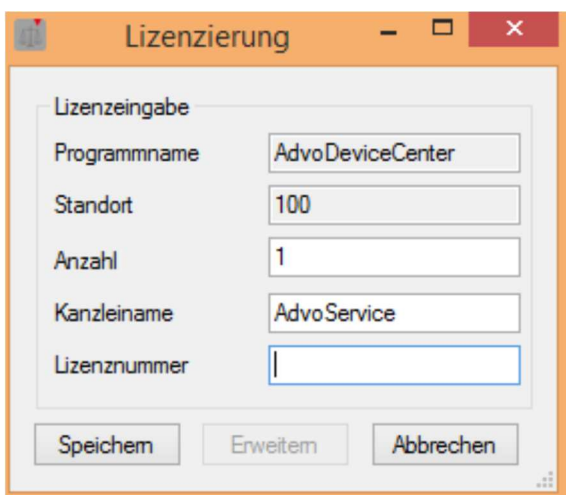 Lizenzierung
Lizenzeingabe
Programmname AdvoDeviceCenter
Standort 100
Anzahl 1
Kanzleiname AdvoService
Lizenznummer
Speichern Erweitern Abbrechen